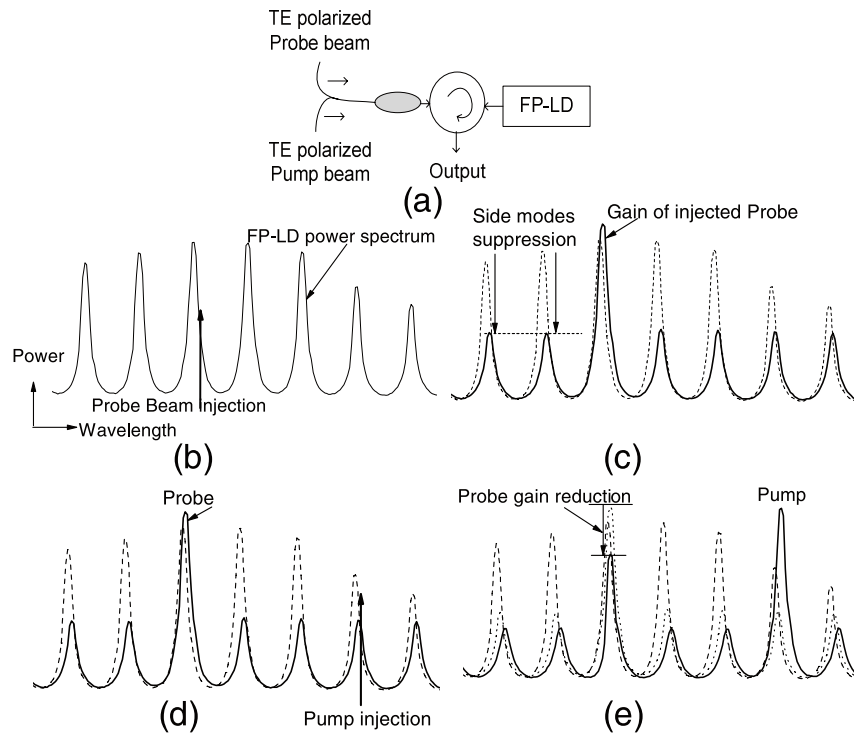 TE polarized
Probe beam
FP-LD
TE polarized
Pump beam
Output
(a)
FP-LD power spectrum
Power
Probe Beam injection
Wavelength
(b)
Side modes
suppression
Gain of injected Probe
(c)
Probe
Pump injection
(d)
Probe gain reduction
Pump
(e)